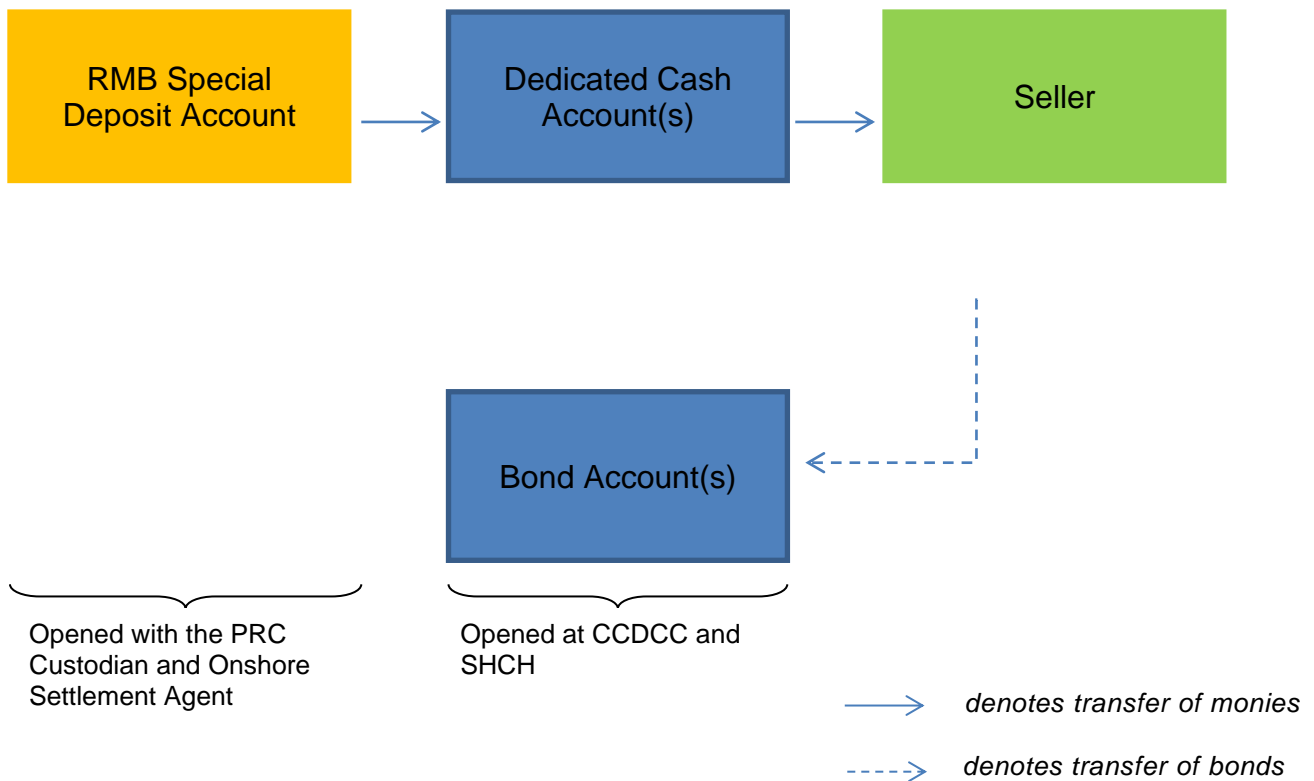 RMB Special
Deposit Account
Dedicated Cash
Account(s)
Seller
Bond Account(s)
Opened with the PRC
Custodian and Onshore
Settlement Agent
Opened at CCDCC and
SHCH
denotes transfer of monies
denotes transfer of bonds